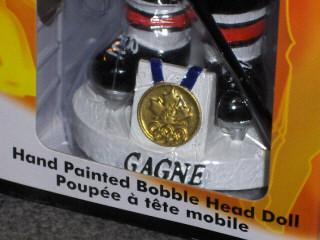 GAGNE
Hand Painted Bobble Head Doll
Poupée à tête mobile